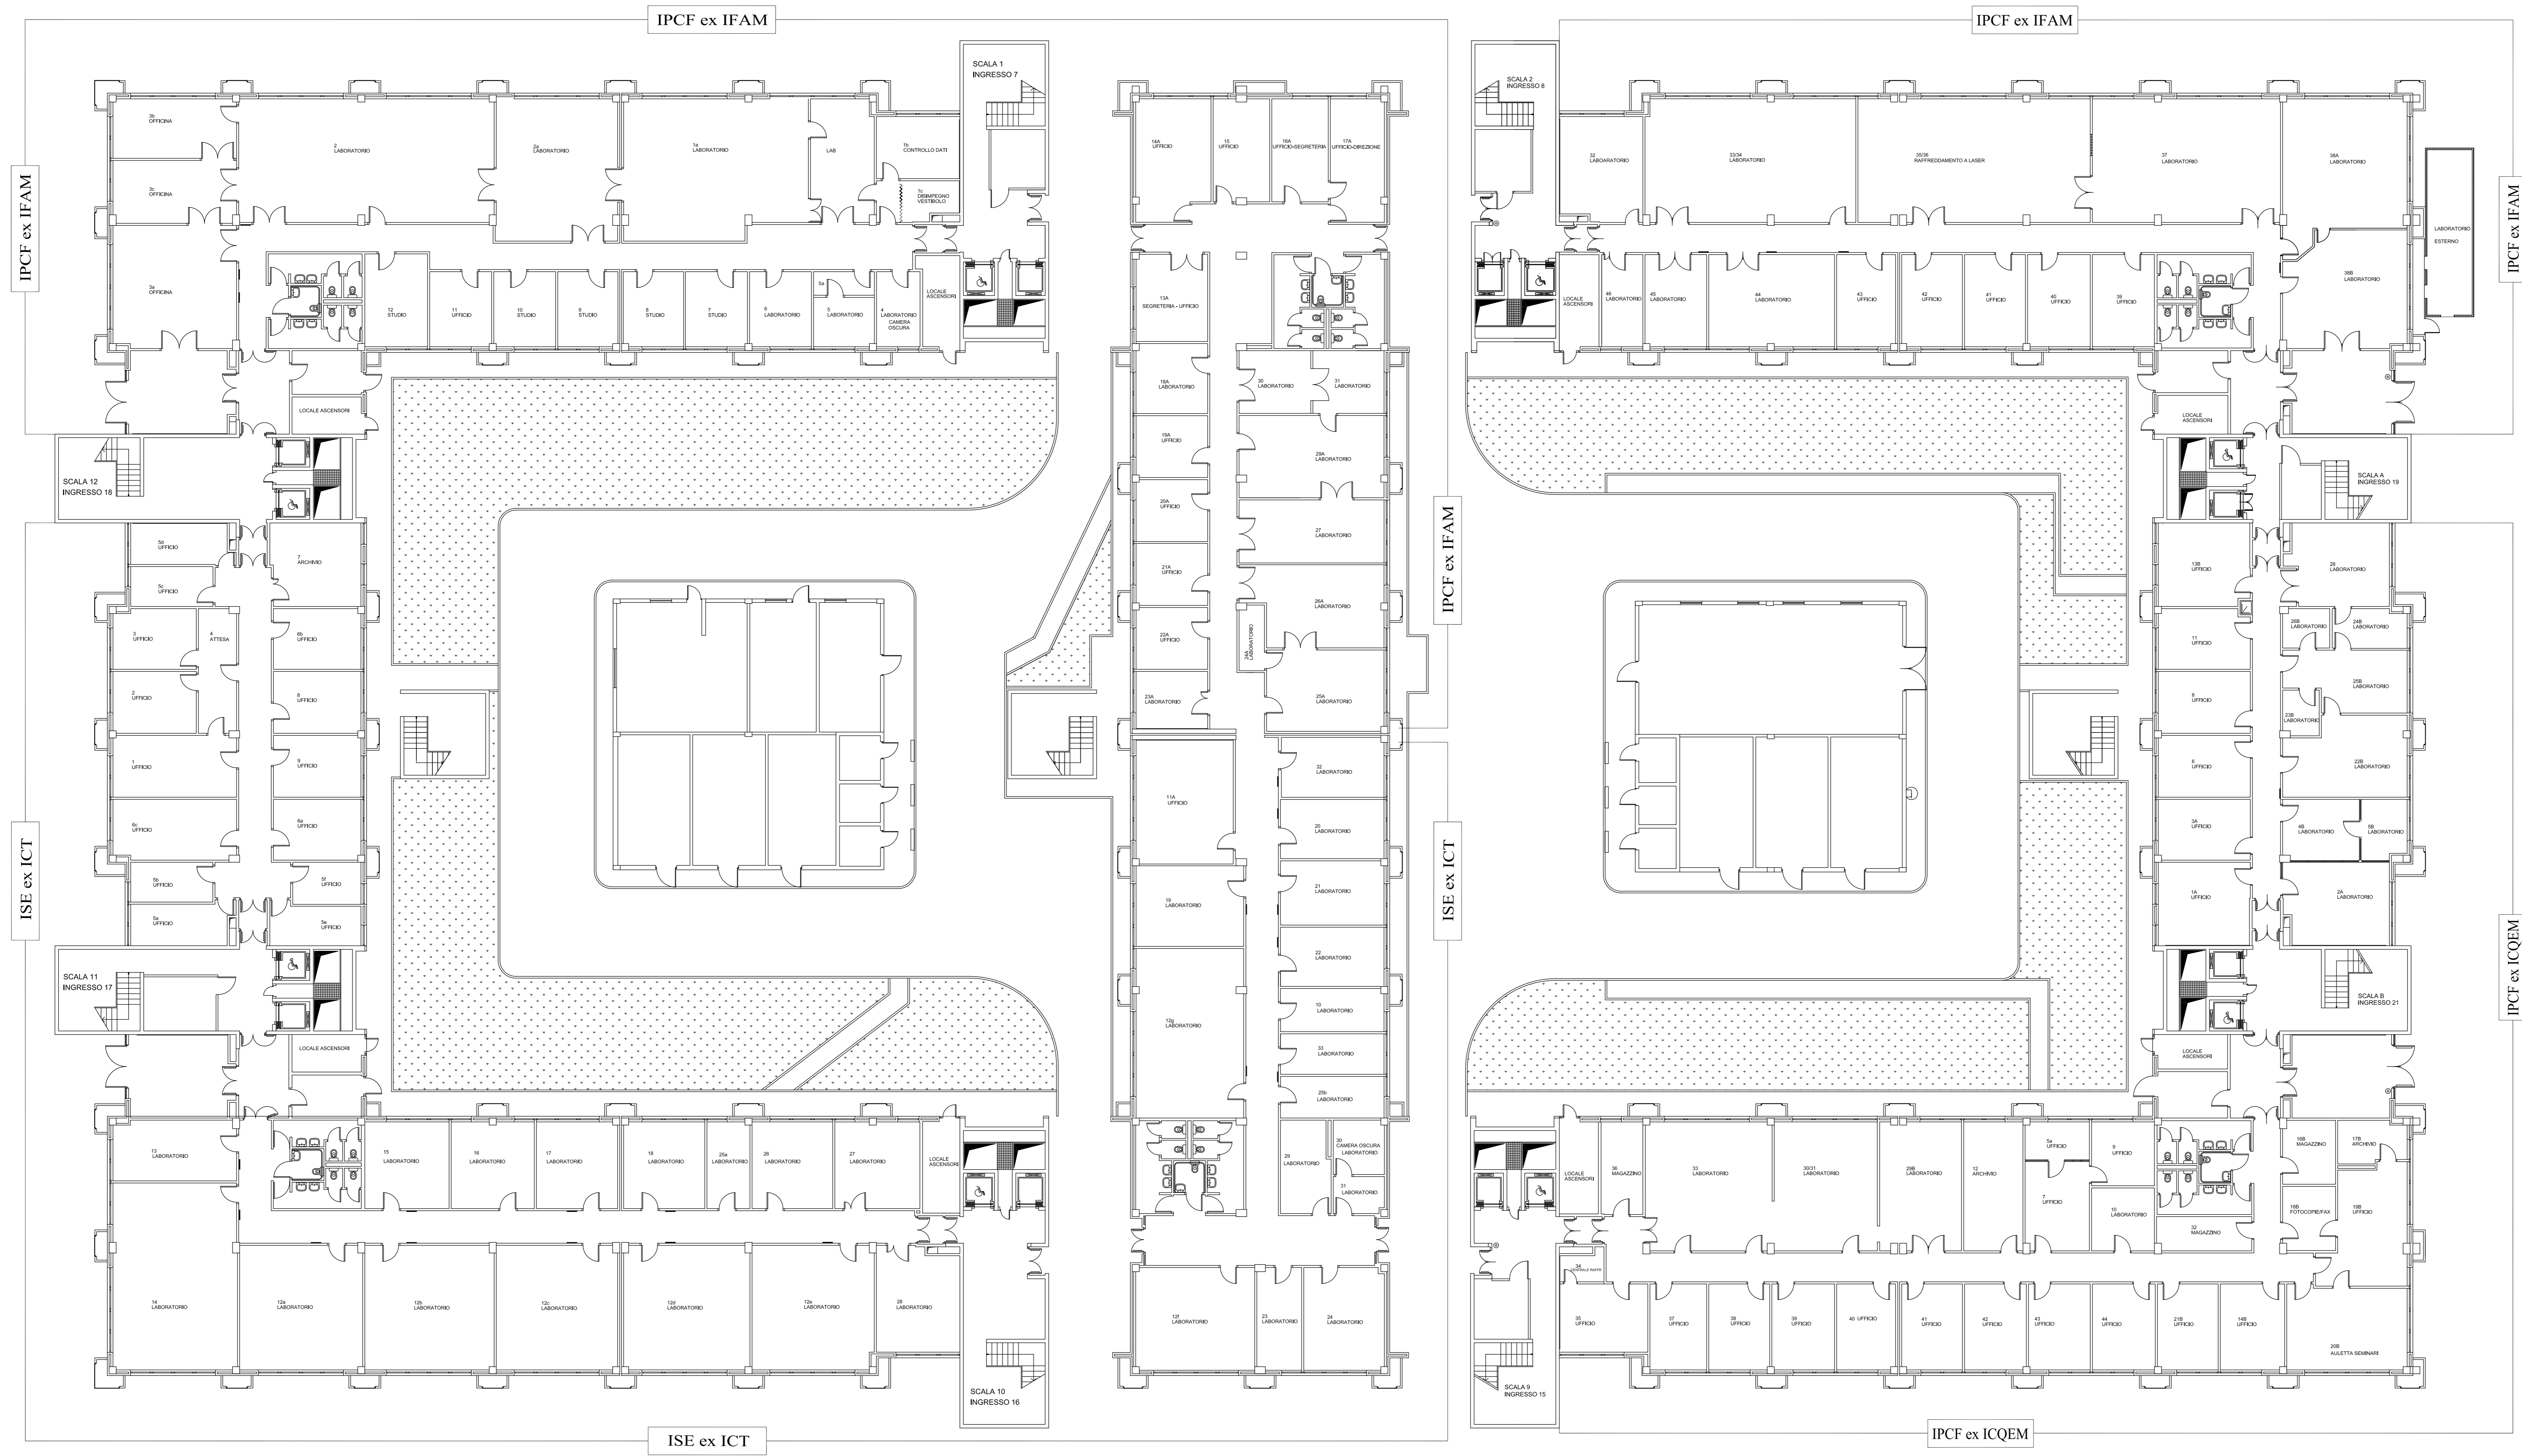 IPCF ex IFAM
IPCF ex IFAM
SCALA 1
INGRESSO 7
SCALA 2
INGRESSO 8
3b
OFFICINA
2
LABORATORIO
2a
LABORATORIO
1a
LABORATORIO
LAB
1b
CONTROLLO DATI
14A
UFFICIO
15
UFFICIO
16A
UFFICIO-SEGRETERIA
17A
UFFICIO-DIREZIONE
32
LABOARATORIO
33/34
LABORATORIO
35/36
RAFFREDDAMENTO A LASER
37
LABORATORIO
38A
LABORATORIO
IPCF ex IFAM
3c
OFFICINA
1c
DISIMPEGNO
VESTIBOLO
LABORATORIO
ESTERNO
IPCF ex IFAM
3a
OFFICINA
12
STUDIO
11
UFFICIO
10
STUDIO
9
STUDIO
8
STUDIO
7
STUDIO
6
LABORATORIO
5a
5
LABORATORIO
4
LABORATORIO
CAMERA
OSCURA
LOCALE
ASCENSORI
13A
SEGRETERIA - UFFICIO
LOCALE
ASCENSORI
46
LABORATORIO
45
LABORATORIO
44
LABORATORIO
43
UFFICIO
42
UFFICIO
41
UFFICIO
40
UFFICIO
39
UFFICIO
38B
LABORATORIO
LOCALE ASCENSORI
18A
LABORATORIO
30
LABORATORIO
31
LABORATORIO
LOCALE
ASCENSORI
19A
UFFICIO
29A
LABORATORIO
SCALA 12
INGRESSO 18
SCALA A
INGRESSO 19
20A
UFFICIO
27
LABORATORIO
IPCF ex IFAM
5d
UFFICIO
7
ARCHIVIO
5c
UFFICIO
21A
UFFICIO
26A
LABORATORIO
13B
UFFICIO
28
LABORATORIO
3
UFFICIO
4
ATTESA
6b
UFFICIO
22A
UFFICIO
24A
LABORATORIO
11
UFFICIO
26B
LABORATORIO
24B
LABORATORIO
2
UFFICIO
8
UFFICIO
23A
LABORATORIO
25A
LABORATORIO
8
UFFICIO
25B
LABORATORIO
23B
LABORATORIO
1
UFFICIO
9
UFFICIO
11A
UFFICIO
32
LABORATORIO
6
UFFICIO
22B
LABORATORIO
6c
UFFICIO
6a
UFFICIO
20
LABORATORIO
3A
UFFICIO
4B
LABORATORIO
5B
LABORATORIO
ISE ex ICT
5b
UFFICIO
5f
UFFICIO
19
LABORATORIO
21
LABORATORIO
ISE ex ICT
1A
UFFICIO
2A
LABORATORIO
5a
UFFICIO
5e
UFFICIO
22
LABORATORIO
IPCF ex ICQEM
SCALA 11
INGRESSO 17
12g
LABORATORIO
10
LABORATORIO
SCALA B
INGRESSO 21
LOCALE ASCENSORI
33
LABORATORIO
LOCALE
ASCENSORI
25b
LABORATORIO
13
LABORATORIO
15
LABORATORIO
16
LABORATORIO
17
LABORATORIO
18
LABORATORIO
25a
LABORATORIO
26
LABORATORIO
27
LABORATORIO
LOCALE
ASCENSORI
29
LABORATORIO
30
CAMERA OSCURA
LABORATORIO
31
LABORATORIO
LOCALE
ASCENSORI
36
MAGAZZINO
33
LABORATORIO
30/31
LABORATORIO
29B
LABORATORIO
12
ARCHIVIO
5a
UFFICIO
9
UFFICIO
7
UFFICIO
10
LABORATORIO
32
MAGAZZINO
16B
MAGAZZINO
17B
ARCHIVIO
18B
FOTOCOPIE/FAX
19B
UFFICIO
14
LABORATORIO
12a
LABORATORIO
12b
LABORATORIO
12c
LABORATORIO
12d
LABORATORIO
12e
LABORATORIO
28
LABORATORIO
12f
LABORATORIO
23
LABORATORIO
24
LABORATORIO
34
CENTRALE RAFFR.
35
UFFICIO
37
UFFICIO
38
UFFICIO
39
UFFICIO
40 UFFICIO
41
UFFICIO
42
UFFICIO
43
UFFICIO
44
UFFICIO
21B
UFFICIO
14B
UFFICIO
20B
AULETTA SEMINARI
SCALA 10
INGRESSO 16
SCALA 9
INGRESSO 15
ISE ex ICT
IPCF ex ICQEM